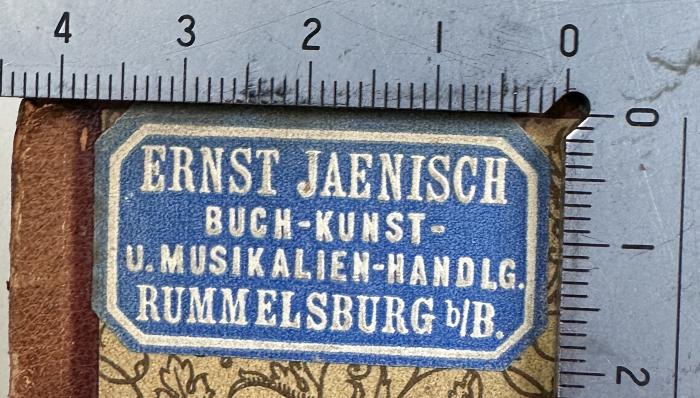 4 3 2 1 0
0
1
2
ERNST JAENISCH
BUCH-KUNST-
U. MUSIKALIEN-HANDLG.
RUMMELSBURG b/B.